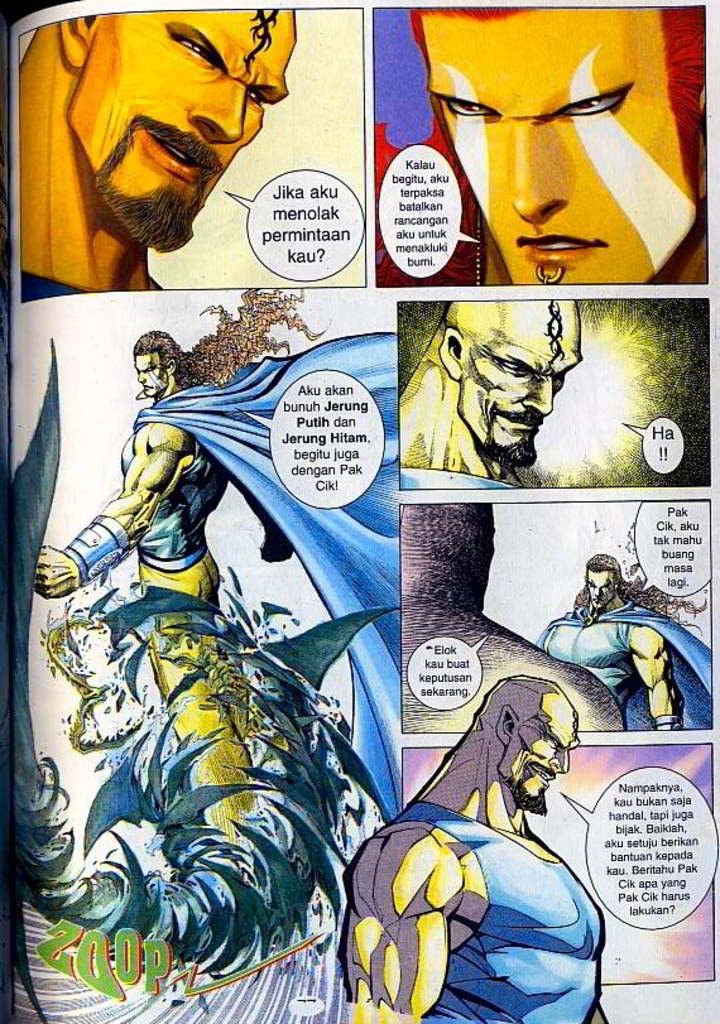 Jika aku
menolak
permintaan
kau?
Kalau
begitu, aku
terpaksa
batalkan
rancangan
aku untuk
menakluki
bumi.
Aku akan
bunuh Jerung
Putih dan
Jerung Hitam,
begitu juga
dengan Pak
Cik!
Ha
!!
Pak
Cik, aku
tak mahu
buang
masa
lagi.
Elok
kau buat
keputusan
sekarang.
Nampaknya,
kau bukan saja
handal, tapi juga
bijak. Baiklah,
aku setuju berikan
bantuan kepada
kau. Beritahu Pak
Cik apa yang
Pak Cik harus
lakukan?
ZOOP